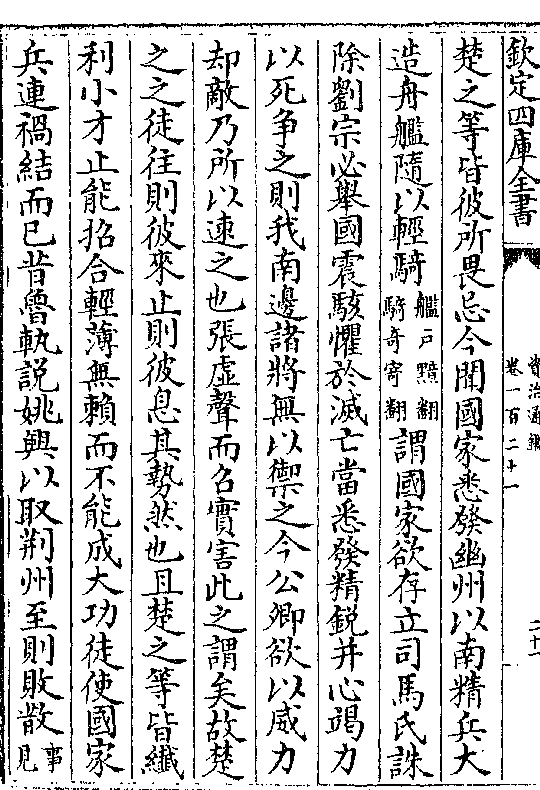 欽定四庫全書
資治通鑑
卷一百二十一
楚之等皆彼所畏忌今聞國家悉發幽州以南精兵大
造舟艦隨以輕騎艦户黯翻騎奇寄翻謂國家欲存立司馬氏誅
除劉宗必舉國震駭懼於滅亡當悉發精鋭并心竭力
以死争之則我南邊諸將無以禦之今公卿欲以威力
却敵乃所以速之也張虛聲而召實害此之謂矣故楚
之之徒往則彼來止則彼息其勢然也且楚之等皆纖
利小才止能招合輕薄無賴而不能成大功徒使國家
兵連禍結而已昔魯軌説姚興以取荆州至則敗散事見